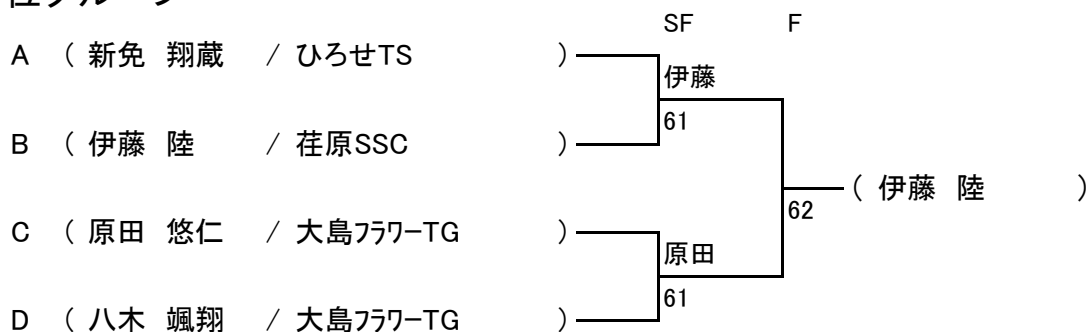 位グループ
SF F
A ( 新免 翔蔵 / ひろせTS )
伊藤
61
B ( 伊藤 陸 / 荏原SSC )
( 伊藤 陸 )
62
C ( 原田 悠仁 / 大島フラワーTG )
原田
61
D ( 八木 颯翔 / 大島フラワーTG )